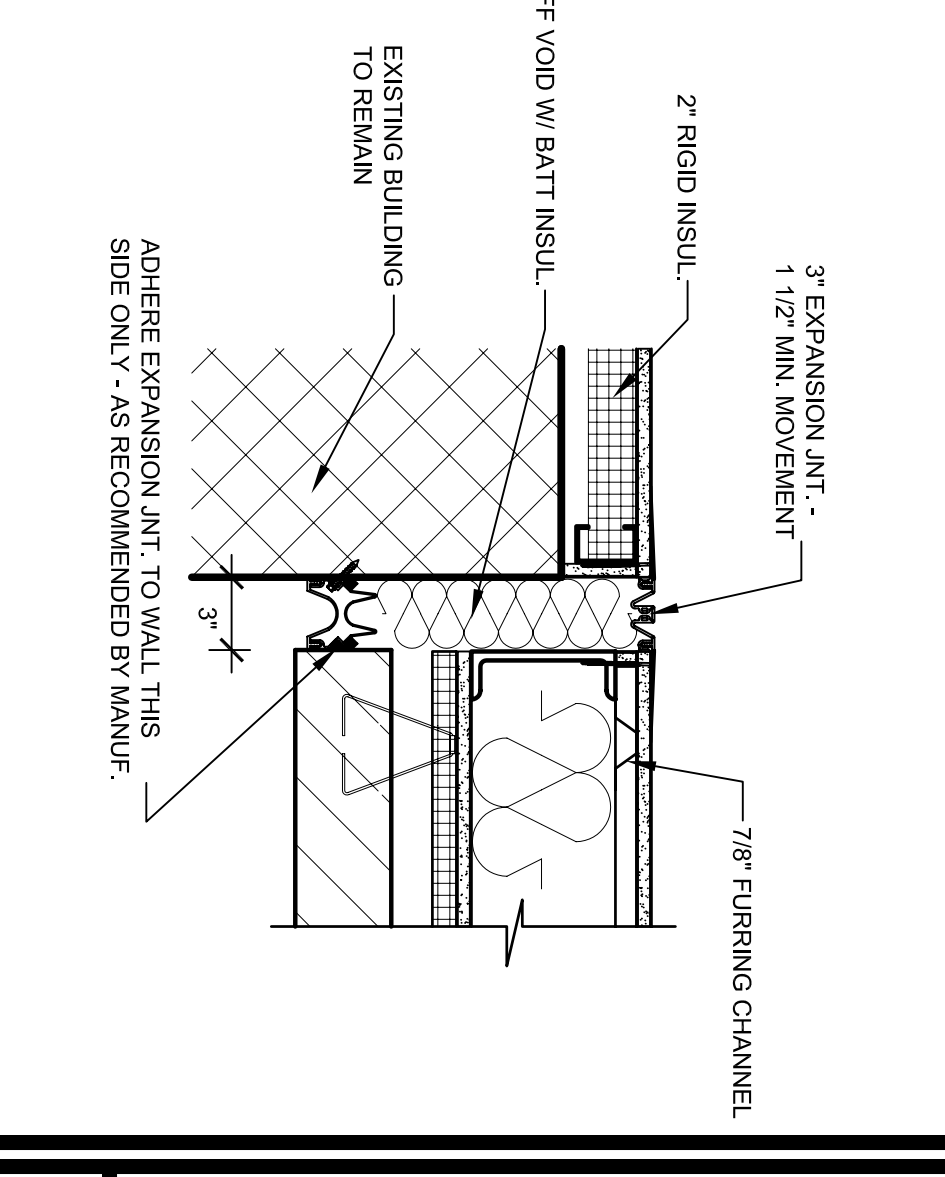 3" EXPANSION JNT. -
1 1/2" MIN. MOVEMENT
2" RIGID INSUL.
VOID W/ BATT INSUL.
EXISTING BUILDING
TO REMAIN
7/8" FURRING CHANNEL
3"
ADHERE EXPANSION JNT. TO WALL THIS
SIDE ONLY - AS RECOMMENDED BY MANUF.